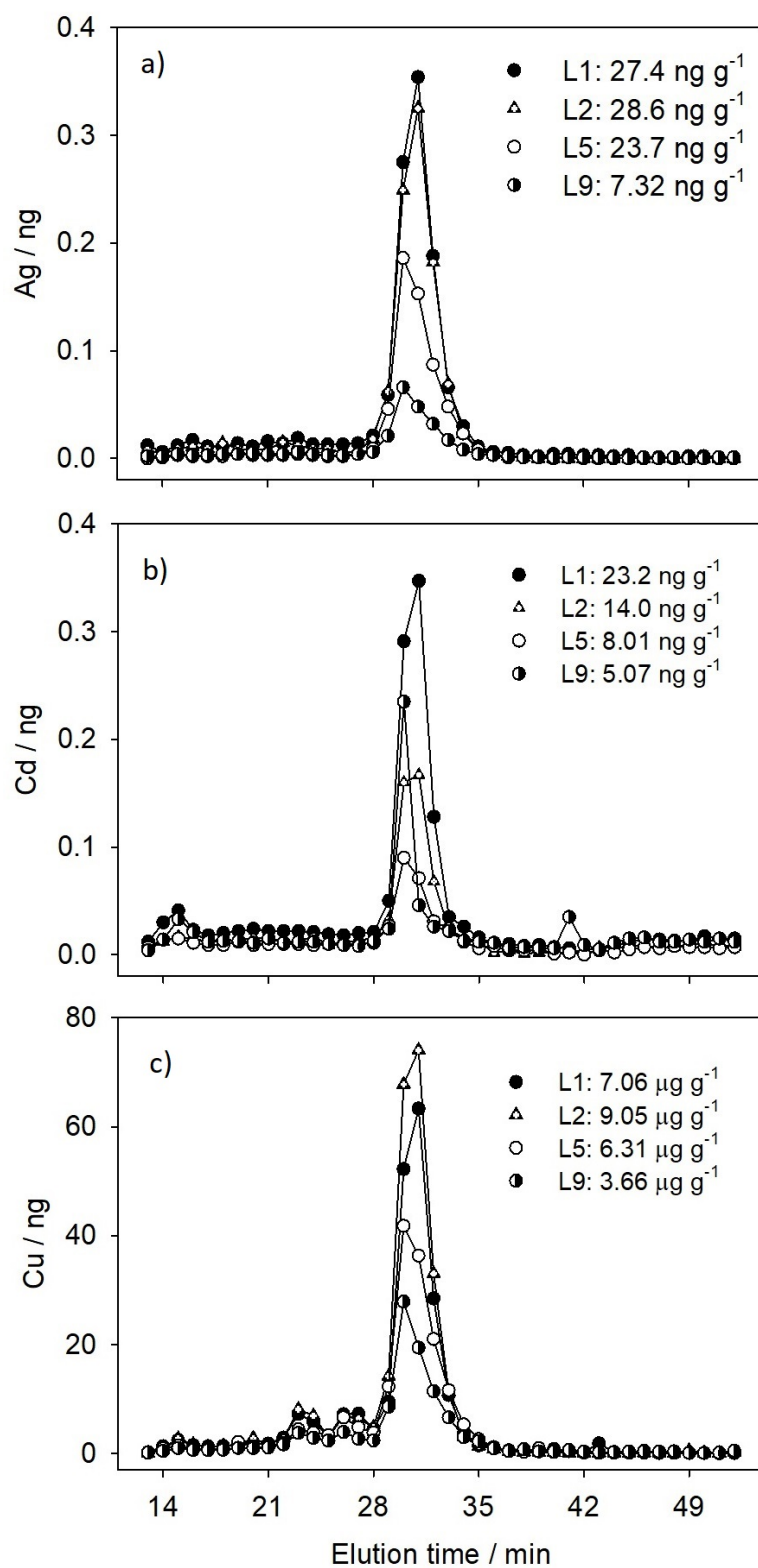 0.4
a)
L1: 27.4 ng g⁻¹
L2: 28.6 ng g⁻¹
L5: 23.7 ng g⁻¹
L9: 7.32 ng g⁻¹
0.3
0.2
0.1
0.0
Ag / ng
0.4
b)
L1: 23.2 ng g⁻¹
L2: 14.0 ng g⁻¹
L5: 8.01 ng g⁻¹
L9: 5.07 ng g⁻¹
0.3
0.2
0.1
0.0
Cd / ng
80
c)
L1: 7.06 μg g⁻¹
L2: 9.05 μg g⁻¹
L5: 6.31 μg g⁻¹
L9: 3.66 μg g⁻¹
60
40
20
0
Cu / ng
14 21 28 35 42 49
Elution time / min